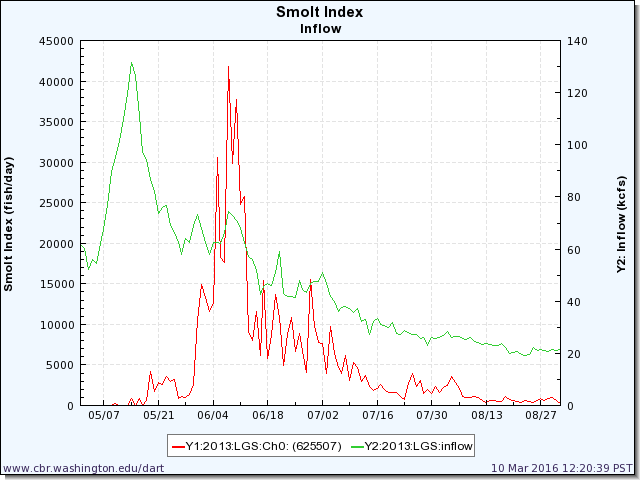 Smolt Index
Inflow
45000
40000
35000
30000
25000
20000
15000
10000
5000
0
Smolt Index (fish/day)
140
120
100
80
60
40
20
0
Y2: Inflow (kcfs)
05/07 05/21 06/04 06/18 07/02 07/16 07/30 08/13 08/27
Y1:2013:LGS:Ch0: (625507) Y2:2013:LGS:inflow
www.cbr.washington.edu/dart 10 Mar 2016 12:20:39 PST